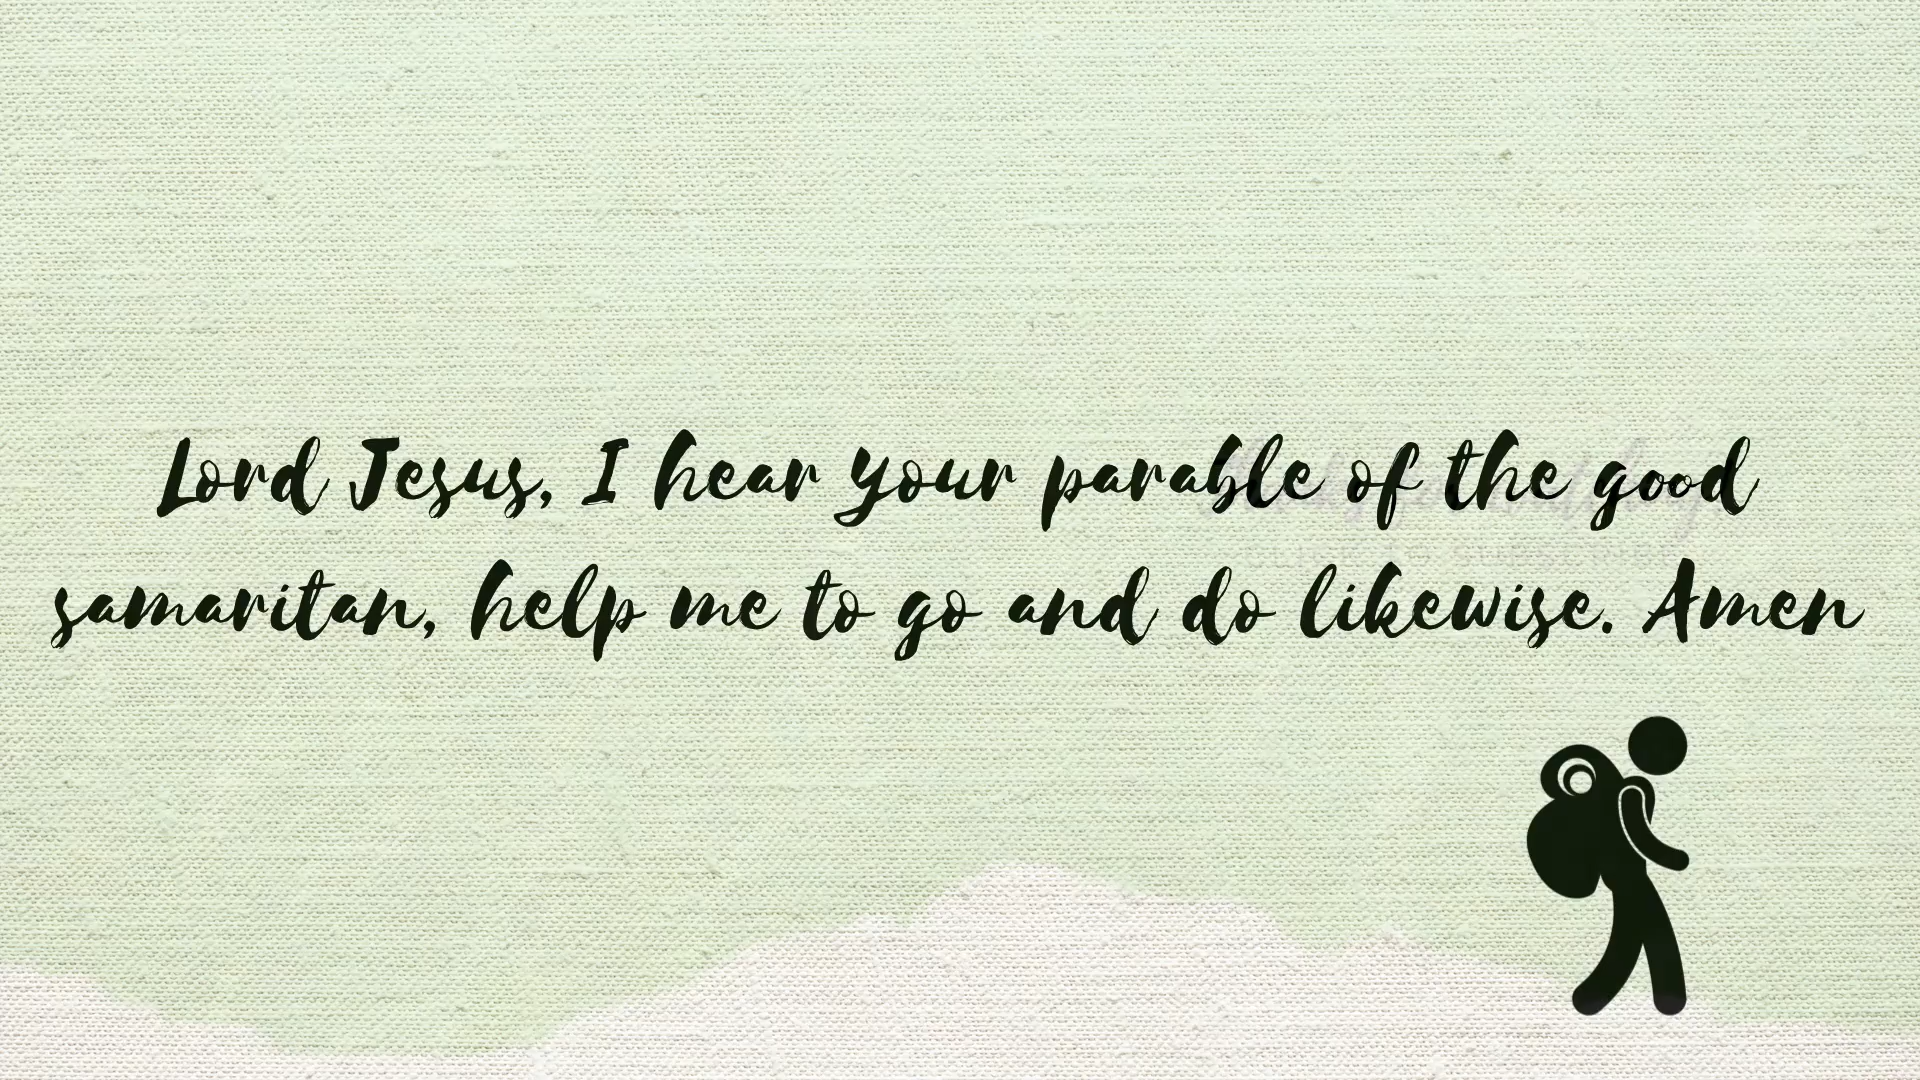 Lord Jesus, I hear your parable of the good
samaritan, help me to go and do likewise. Amen